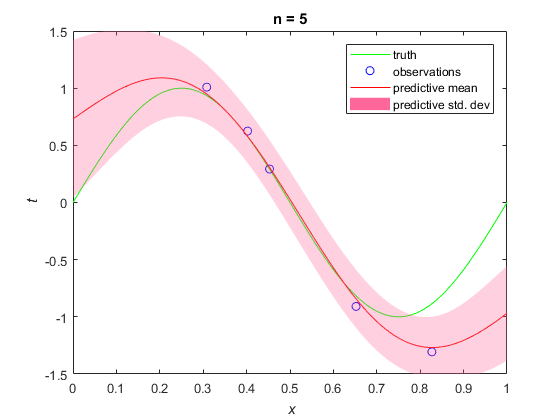 n = 5
1.5
1
0.5
0
-0.5
-1
-1.5
t
truth
observations
predictive mean
predictive std. dev
0 0.1 0.2 0.3 0.4 0.5 0.6 0.7 0.8 0.9 1
x